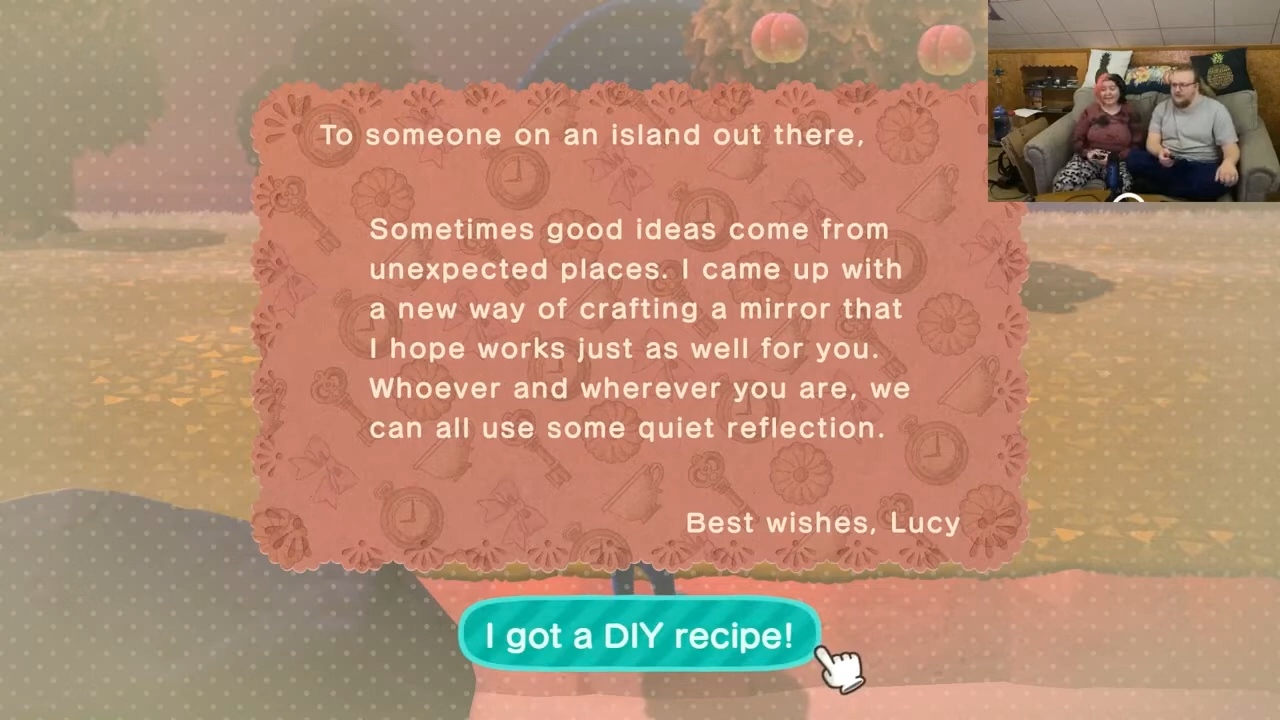 To someone on an island out there,
Sometimes good ideas come from
unexpected places. I came up with
a new way of crafting a mirror that
I hope works just as well for you.
Whoever and wherever you are, we
can all use some quiet reflection.
Best wishes, Lucy
I got a DIY recipe!